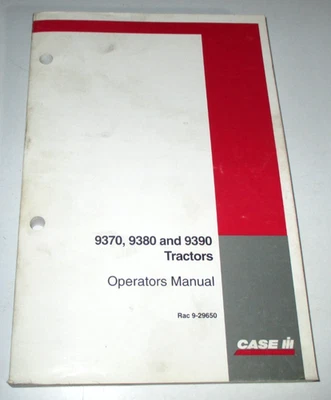 9370, 9380 and 9390
Tractors
Operators Manual
Rac 9-29650
CASE IH